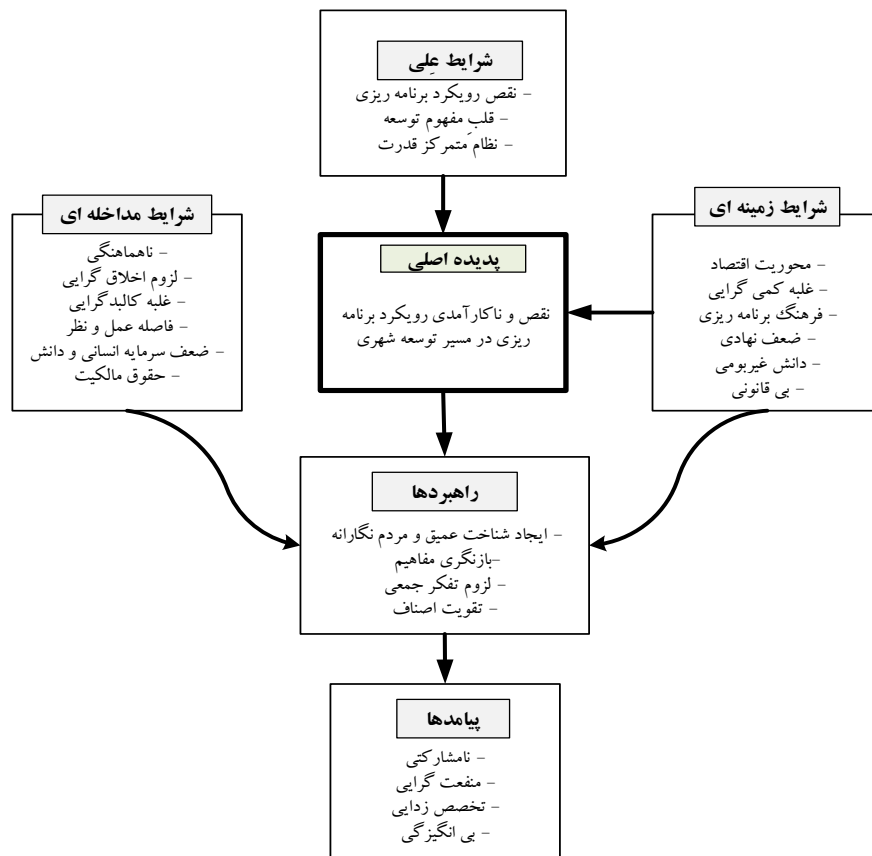 شرایط عِلی
- نقص رویکرد برنامه ریزی
- قلب مفهوم توسعه
- نظام َمتمرکز قدرت
شرایط زمینه ای
- محوریت اقتصاد
- غلبه کمی گرایی
- فرهنگ برنامه ریزی
- ضعف نهادی
- دانش غیربومی
- بی قانونی
پدیده اصلی
نقص و ناکارآمدی رویکرد برنامه
ریزی در مسیر توسعه شهری
شرایط مداخله ای
- ناهماهنگی
- لزوم اخلاق گرایی
- غلبه کالبدگرایی
- فاصله عمل و نظر
- ضعف سرمایه انسانی و دانش
- حقوق مالکیت
راهبردها
- ایجاد شناخت عمیق و مردم نگارانه
-بازنگری مفاهیم
- لزوم تفکر جمعی
- تقویت اصناف
پیامدها
- نامشارکتی
- منفعت گرایی
- تخصص زدایی
- بی انگیزگی